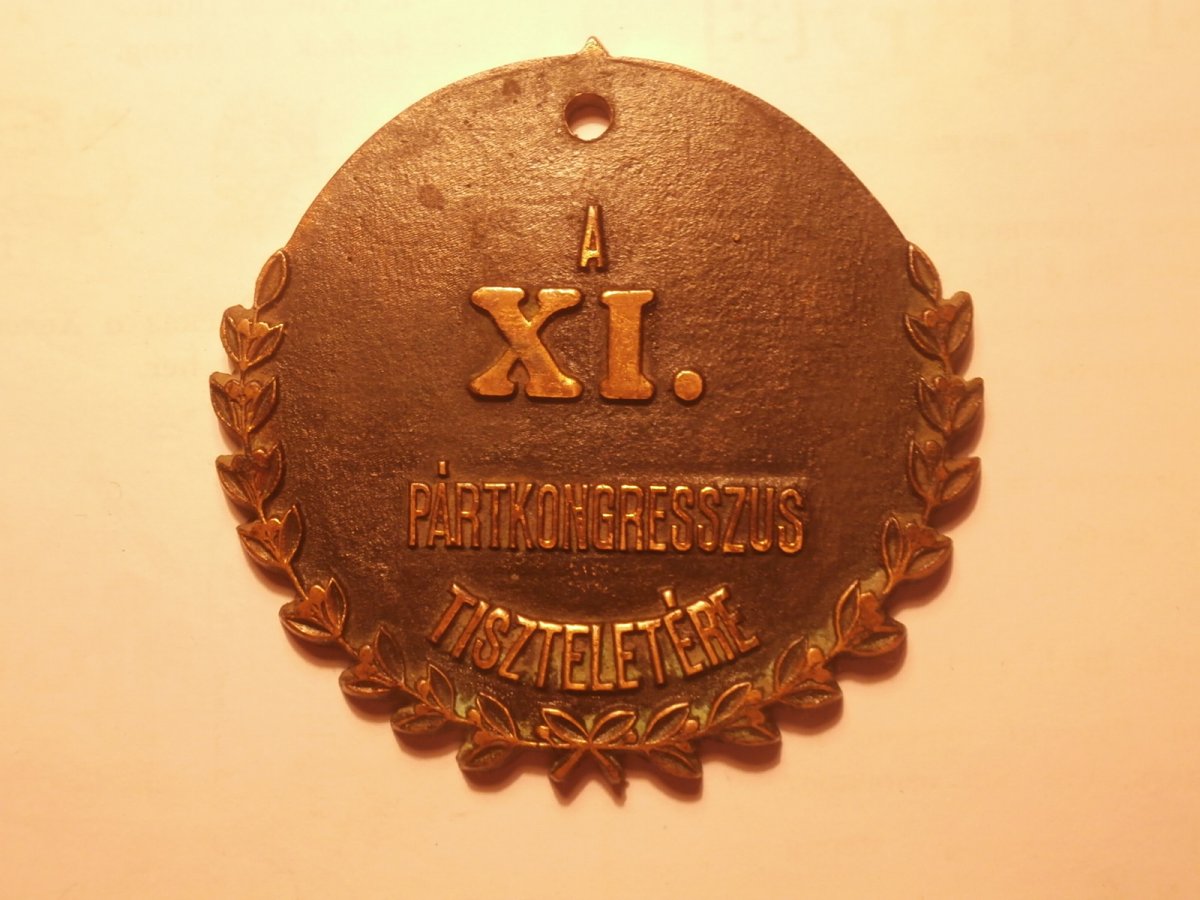 A
XI.
PÁRTKONGRESSZUS
TISZTELETÉRE